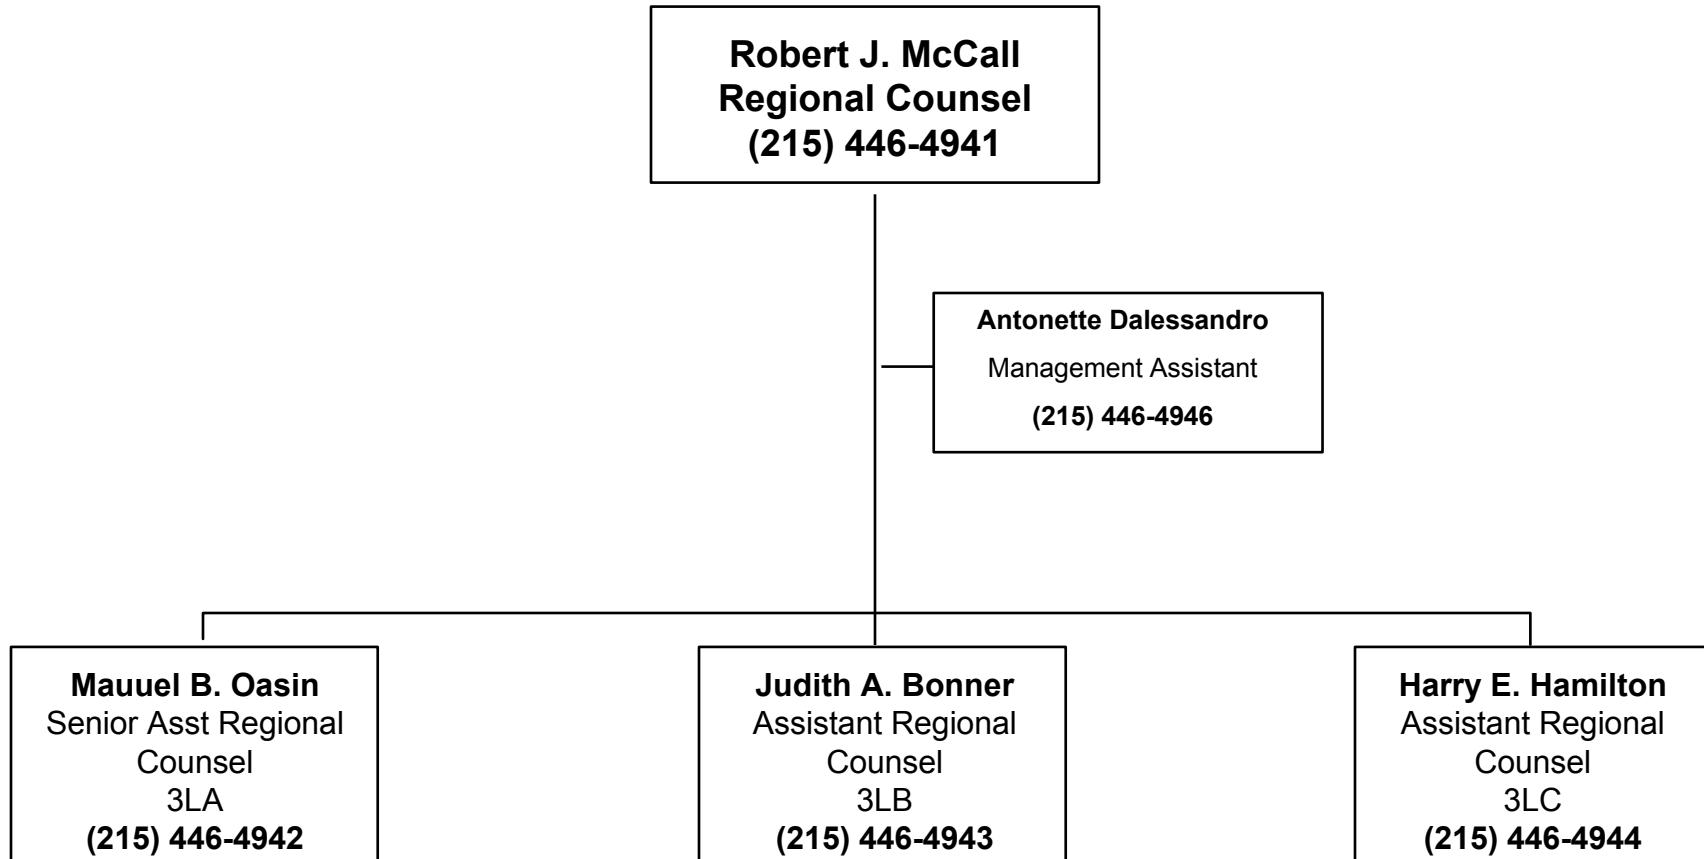 Robert J. McCall
Regional Counsel
(215) 446-4941
Antonette Dalessandro
Management Assistant
(215) 446-4946
Mauuel B. Oasin
Senior Asst Regional
Counsel
3LA
(215) 446-4942
Judith A. Bonner
Assistant Regional
Counsel
3LB
(215) 446-4943
Harry E. Hamilton
Assistant Regional
Counsel
3LC
(215) 446-4944